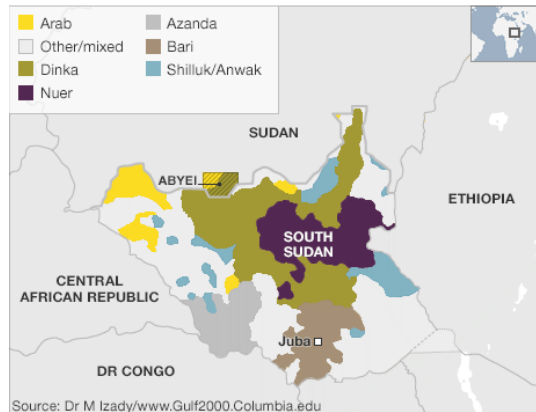 Arab
Other/mixed
Dinka
Nuer
Azanda
Bari
Shilluk/Anwak
SUDAN
ABYEI
ETHIOPIA
SOUTH
SUDAN
CENTRAL
AFRICAN REPUBLIC
Juba
DR CONGO
Source: Dr M Izady/www.Gulf2000.Columbia.edu